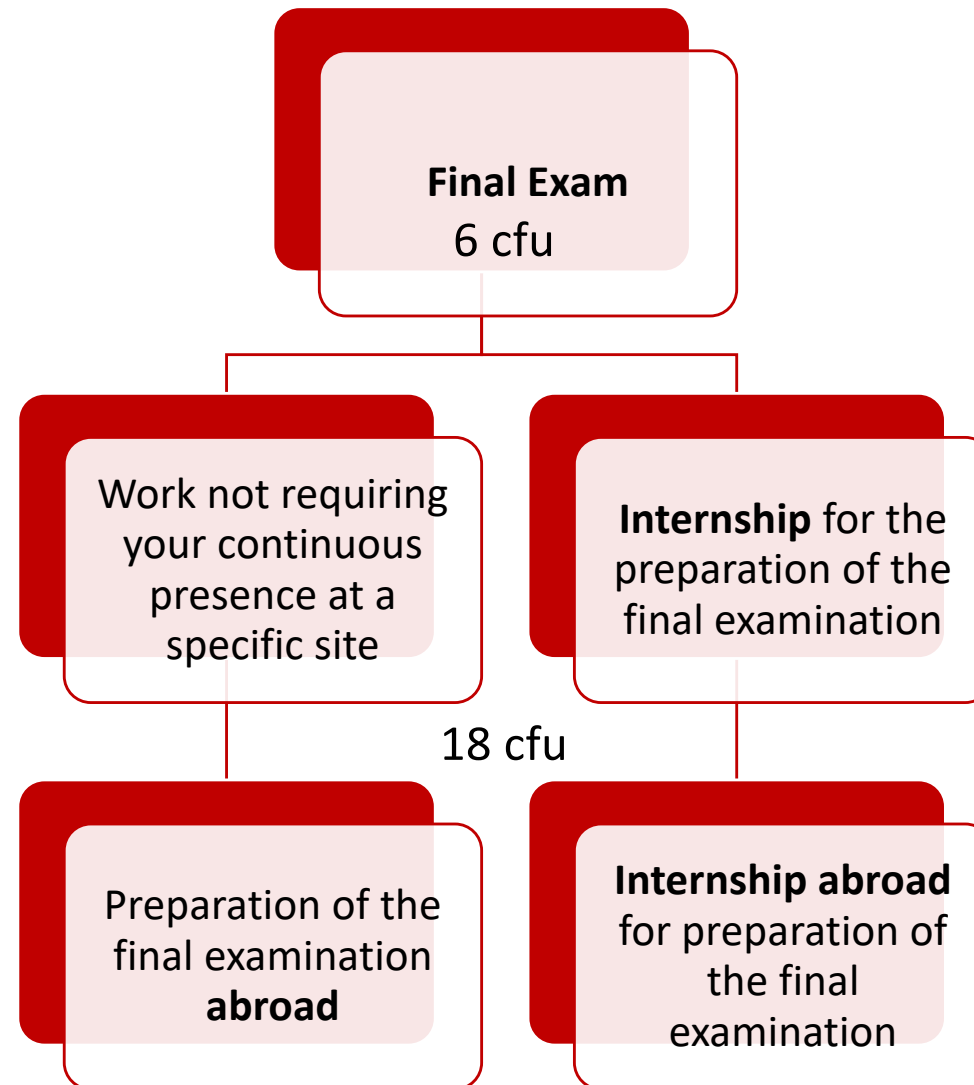 Final Exam
6 cfu
Work not requiring
your continuous
presence at a
specific site
Internship for the
preparation of the
final examination
18 cfu
Preparation of the
final examination
abroad
Internship abroad
for preparation of
the final
examination